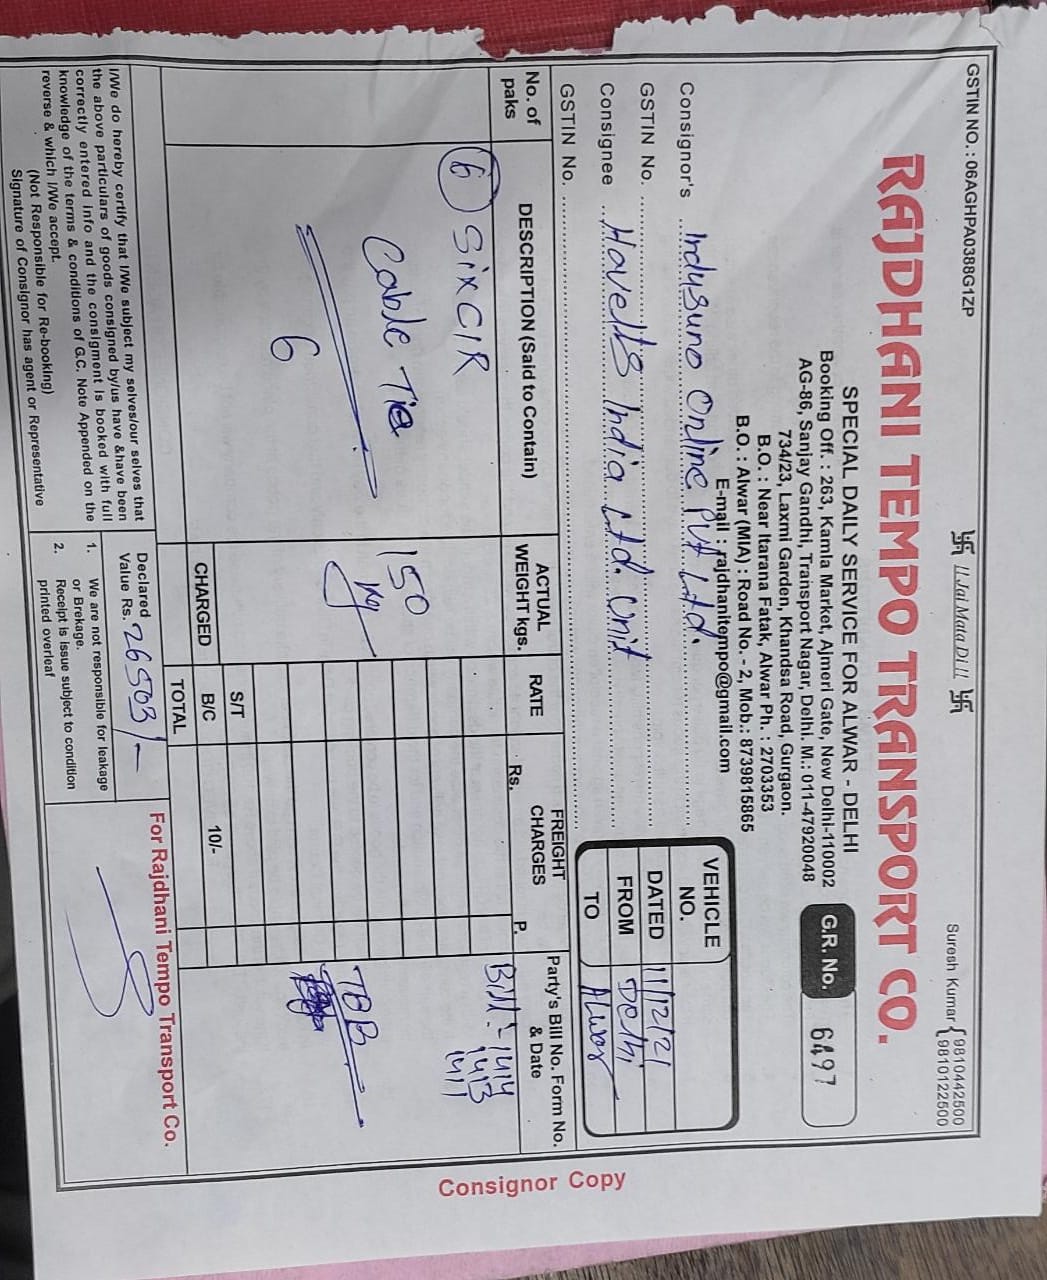 GSTIN NO.: 06AGHPA0388G1ZP
卐 !! Jai Mata Di !! 卐
Suresh Kumar { 9810442500
9810122500
RAJDHANI TEMPO TRANSPORT CO.
SPECIAL DAILY SERVICE FOR ALWAR - DELHI
Booking Off. : 263, Kamla Market, Ajmeri Gate, New Delhi-110002
AG-86, Sanjay Gandhi, Transport Nagar, Delhi. M.: 011-47920048
734/23, Laxmi Garden, Khandsa Road, Gurgaon.
B.O. : Near Itarana Fatak, Alwar Ph. : 2703353
B.O. : Alwar (MIA) : Road No. - 2, Mob.: 8739815865
E-mail : rajdhanitempo@gmail.com
G.R. No. 6497
Consignor's Indusuno Online Pvt Ltd.
GSTIN No.
Consignee Havells India Ltd. Unit
GSTIN No.
VEHICLE NO.
DATED 11/12/21
FROM Delhi
TO Alwar
No. of paks
DESCRIPTION (Said to Contain)
ACTUAL WEIGHT kgs.
RATE
FREIGHT CHARGES
Rs. P.
Party's Bill No. Form No. & Date
6 Six C/R
Cable Tie
6
150
kg
Bill :- 1414
1413
1411
TBB
CHARGED
S/T
B/C 10/-
TOTAL
I/We do hereby certify that I/We subject my selves/our selves that
the above particulars of goods consigned by/us have &have been
correctly entered info and the consigment is booked with full
knowledge of the terms & conditions of G.C. Note Appended on the
reverse & which I/We accept.
(Not Responsible for Re-booking)
Signature of Consignor has agent or Representative
Declared
Value Rs. 26503/-
1. We are not responsible for leakage
or Brekage.
2. Receipt is issue subject to condition
printed overleaf
For Rajdhani Tempo Transport Co.
Consignor Copy